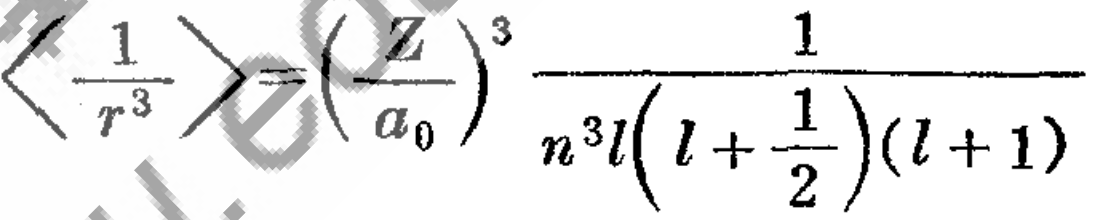 ⟨1/r³⟩ = (Z/a₀)³ 1/(n³l(l + 1/2)(l + 1))